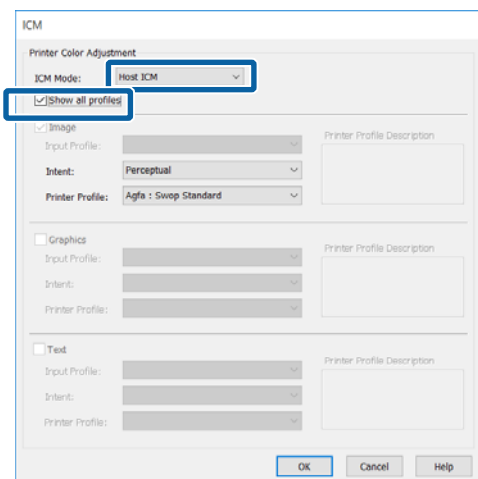 ICM
Printer Color Adjustment
ICM Mode: Host ICM
Show all profiles
Image
Input Profile:
Printer Profile Description
Intent: Perceptual
Printer Profile: Agfa : Swop Standard
Graphics
Input Profile:
Printer Profile Description
Intent:
Printer Profile:
Text
Input Profile:
Printer Profile Description
Intent:
Printer Profile:
OK Cancel Help